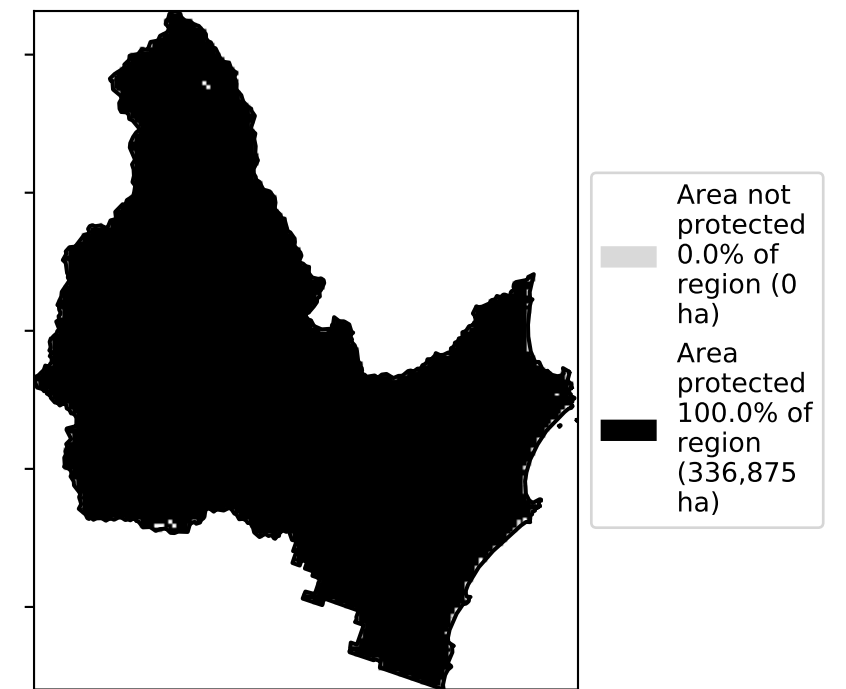 Area not
protected
0.0% of
region (0
ha)
Area
protected
100.0% of
region
(336,875
ha)